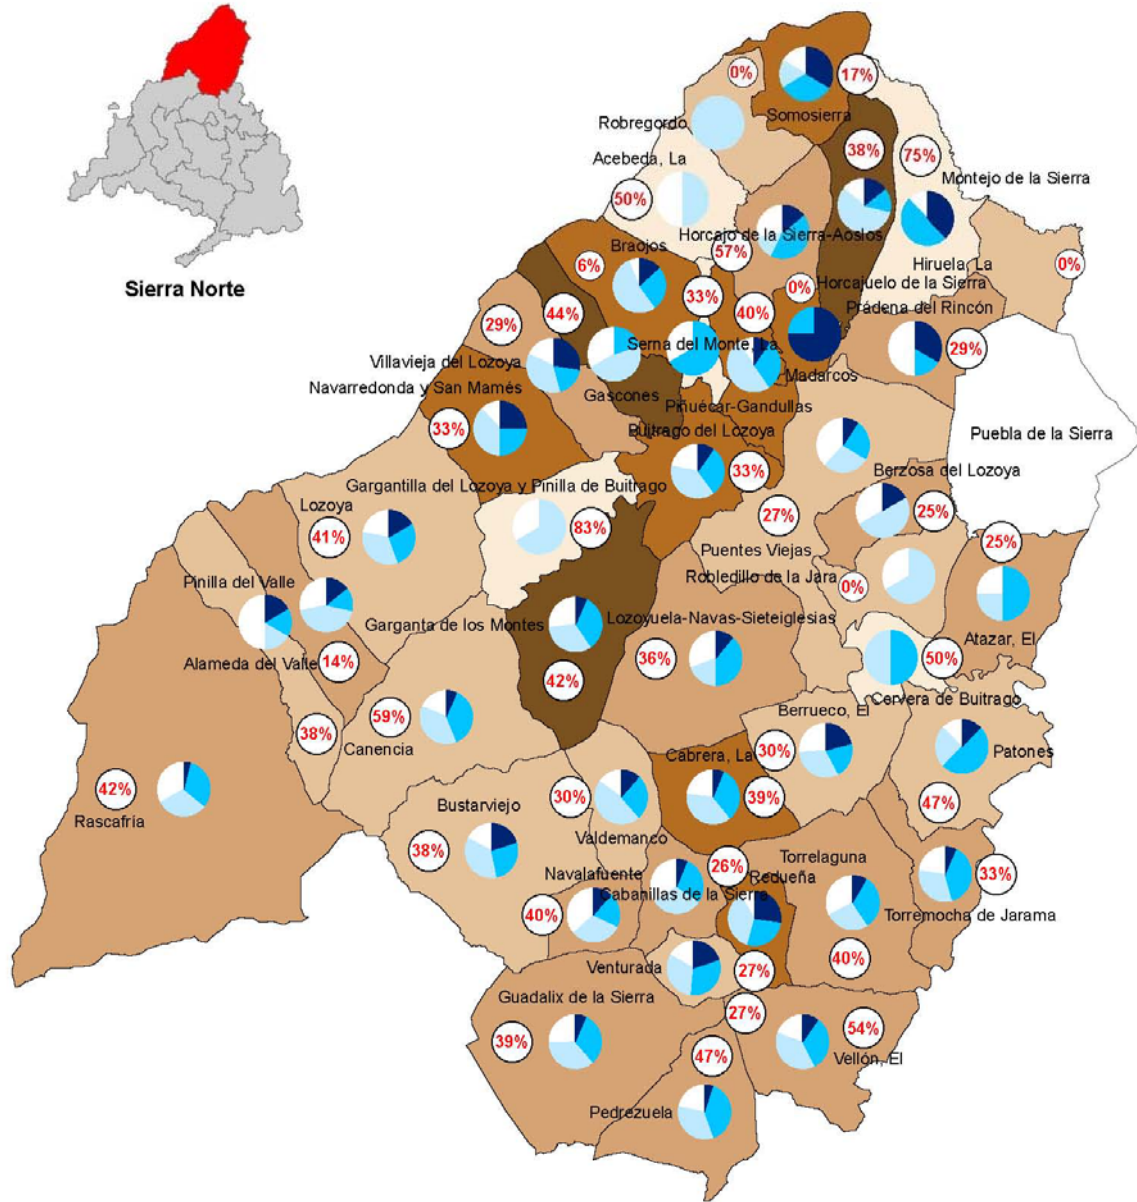 Sierra Norte
0%
17%
Somosierra
Robregordo
Acebeda, La
50%
38%
75%
Montejo de la Sierra
Horcajo de la Sierra-Aoslos
57%
Braojos
6%
Hiruela, La
0%
Horcajuelo de la Sierra
0%
Prádena del Rincón
29%
33%
40%
44%
29%
Serna del Monte, La
Villavieja del Lozoya
Madarcos
Navarredonda y San Mamés
Gascones
Piñuécar-Gandullas
33%
Buitrago del Lozoya
33%
Puebla de la Sierra
Berzosa del Lozoya
25%
Gargantilla del Lozoya y Pinilla de Buitrago
83%
Lozoya
41%
27%
Puentes Viejas
25%
Robledillo de la Jara
0%
Pinilla del Valle
Garganta de los Montes
Lozoyuela-Navas-Sieteiglesias
Atazar, El
Alameda del Valle
14%
36%
50%
42%
Cervera de Buitrago
Berrueco, El
59%
Canencia
38%
30%
Patones
Cabrera, La
42%
Rascafría
30%
39%
47%
Bustarviejo
38%
Valdemanco
26%
Torrelaguna
Navalafuente
Redueña
33%
Cabanillas de la Sierra
40%
Torremocha de Jarama
40%
Venturada
27%
Guadalix de la Sierra
27%
54%
39%
47%
Vellón, El
Pedrezuela